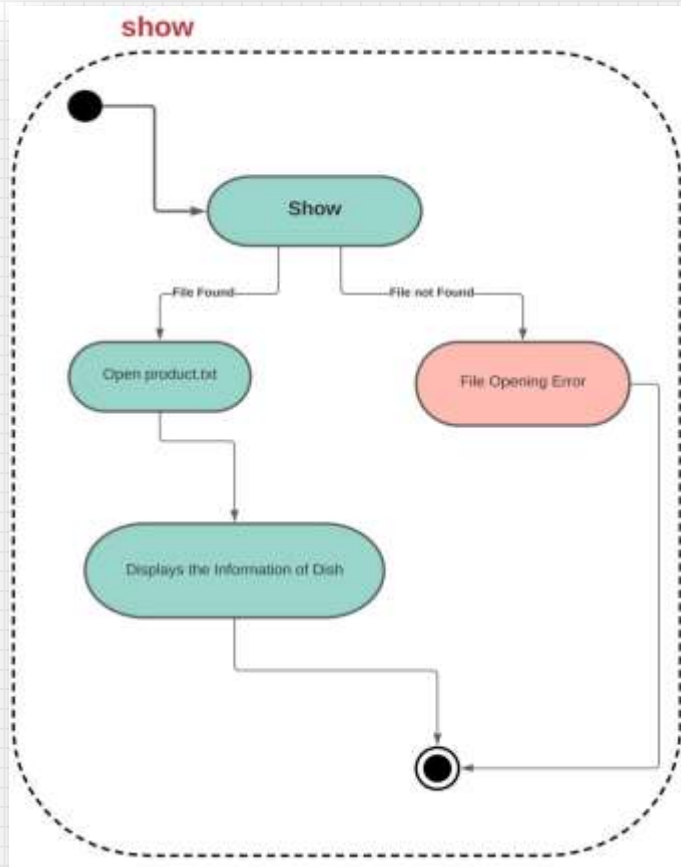 show
Show
File Found
File not Found
Open product.txt
File Opening Error
Displays the Information of Dish